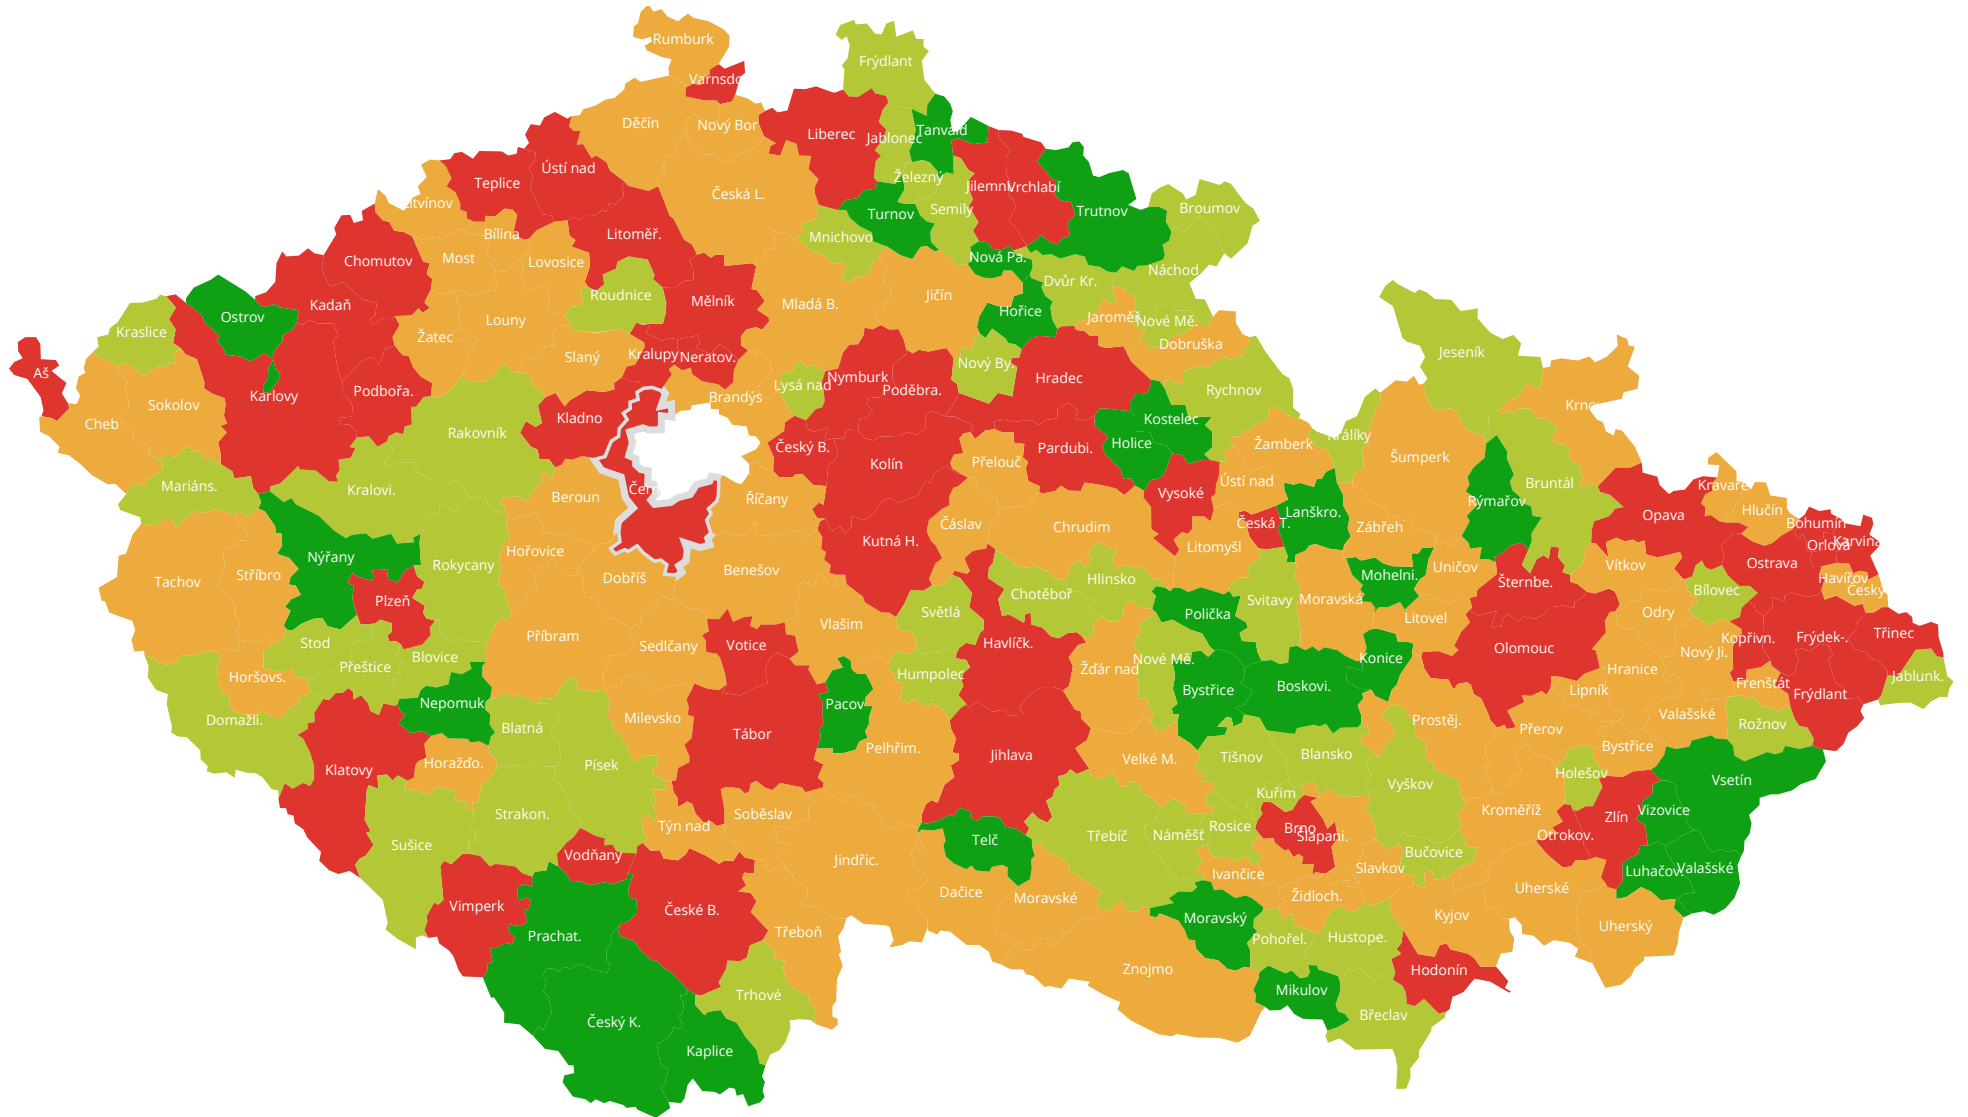 Rumburk
Frýdlant
Varnsdo
Děčín
Nový Bor
Liberec
Jablonec
Tanvald
Ústí nad
Teplice
Česká L.
Železný
Jilemni
Vrchlabí
Litvínov
Semily
Turnov
Trutnov
Broumov
Bílina
Litoměř.
Mnichovo
Chomutov
Most
Lovosice
Nová Pa.
Náchod
Roudnice
Mělník
Mladá B.
Jičín
Dvůr Kr.
Kadaň
Ostrov
Louny
Hořice
Jaroměř
Nové Mě.
Kraslice
Žatec
Slaný
Kralupy
Neratov.
Dobruška
Jeseník
Aš
Nový By.
Podbořa.
Karlovy
Lysá nad
Nymburk
Poděbra.
Hradec
Rychnov
Sokolov
Cheb
Brandýs
Krnov
Kladno
Kostelec
Rakovník
Český B.
Holice
Žamberk
Králíky
Pardubi.
Kolín
Přelouč
Šumperk
Mariáns.
Kralovi.
Beroun
Čern
Říčany
Vysoké
Ústí nad
Bruntál
Rýmařov
Kravaře
Lanškro.
Opava
Hlučín
Čáslav
Chrudim
Česká T.
Zábřeh
Bohumín
Nýřany
Hořovice
Kutná H.
Litomyšl
Orlová
Karviná
Rokycany
Stříbro
Tachov
Dobříš
Benešov
Hlinsko
Mohelni.
Uničov
Šternbe.
Vítkov
Ostrava
Havířov
Český
Plzeň
Chotěboř
Světlá
Polička
Svitavy
Moravská
Litovel
Bílovec
Odry
Stod
Příbram
Vlašim
Sedlčany
Votice
Havlíčk.
Olomouc
Kopřivn.
Frýdek-.
Třinec
Blovice
Přeštice
Nové Mě.
Konice
Nový Ji.
Horšovs.
Humpolec
Žďár nad
Bystřice
Boskovi.
Hranice
Lipník
Frenštát
Frýdlant
Jablunk.
Nepomuk
Pacov
Domažli.
Blatná
Milevsko
Prostěj.
Valašské
Rožnov
Tábor
Přerov
Pelhřim.
Bystřice
Klatovy
Horažďo.
Písek
Jihlava
Velké M.
Tišnov
Blansko
Holešov
Vsetín
Vyškov
Kuřim
Strakon.
Soběslav
Kroměříž
Vizovice
Zlín
Týn nad
Telč
Třebíč
Náměšť
Rosice
Brno
Šlapani.
Otrokov.
Sušice
Vodňany
Jindřic.
Bučovice
Slavkov
Ivančice
Luhačov.
Valašské
Uherské
Dačice
Moravské
Židloch.
Vimperk
České B.
Moravský
Kyjov
Uherský
Prachat.
Třeboň
Pohořel.
Hustope.
Znojmo
Hodonín
Trhové
Mikulov
Břeclav
Český K.
Kaplice